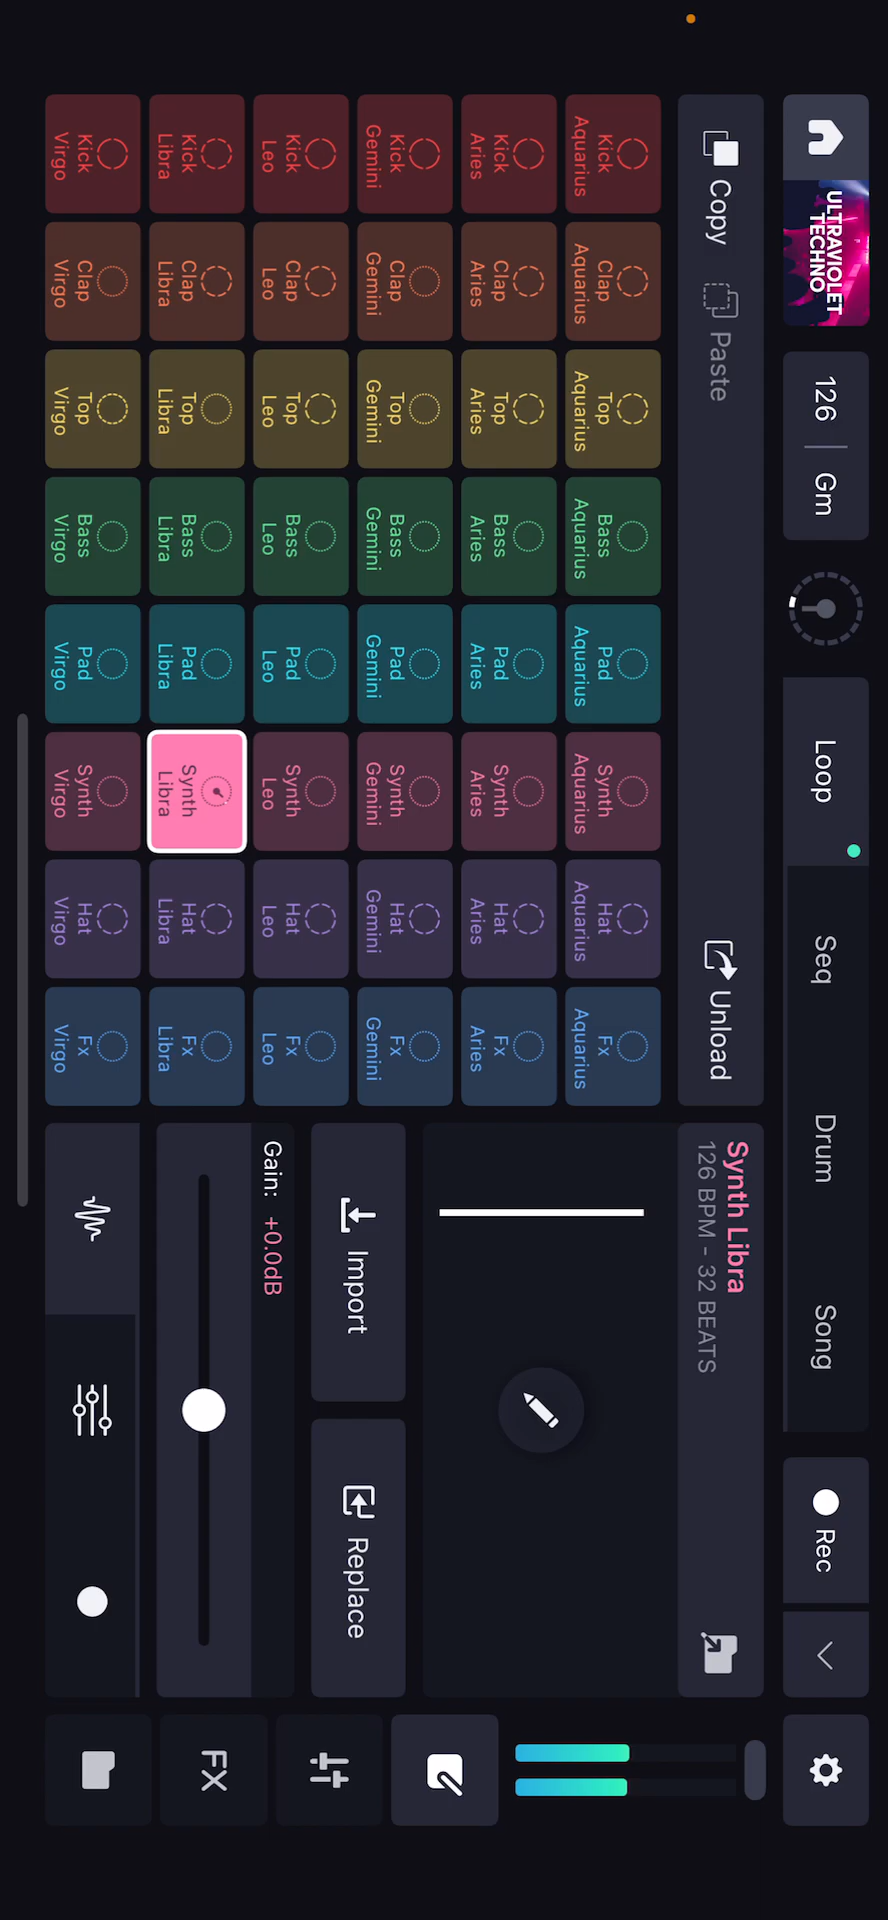 ULTRAVIOLET
TECHNO
126
Gm
Loop
Seq
Drum
Song
Rec
Copy
Paste
Unload
Synth Libra
126 BPM - 32 BEATS
Kick
Aquarius
Clap
Aquarius
Top
Aquarius
Bass
Aquarius
Pad
Aquarius
Synth
Aquarius
Hat
Aquarius
Fx
Aquarius
Kick
Aries
Clap
Aries
Top
Aries
Bass
Aries
Pad
Aries
Synth
Aries
Hat
Aries
Fx
Aries
Kick
Gemini
Clap
Gemini
Top
Gemini
Bass
Gemini
Pad
Gemini
Synth
Gemini
Hat
Gemini
Fx
Gemini
Kick
Leo
Clap
Leo
Top
Leo
Bass
Leo
Pad
Leo
Synth
Leo
Hat
Leo
Fx
Leo
Kick
Libra
Clap
Libra
Top
Libra
Bass
Libra
Pad
Libra
Synth
Libra
Hat
Libra
Fx
Libra
Kick
Virgo
Clap
Virgo
Top
Virgo
Bass
Virgo
Pad
Virgo
Synth
Virgo
Hat
Virgo
Fx
Virgo
Import
Replace
Gain: +0.0dB
FX